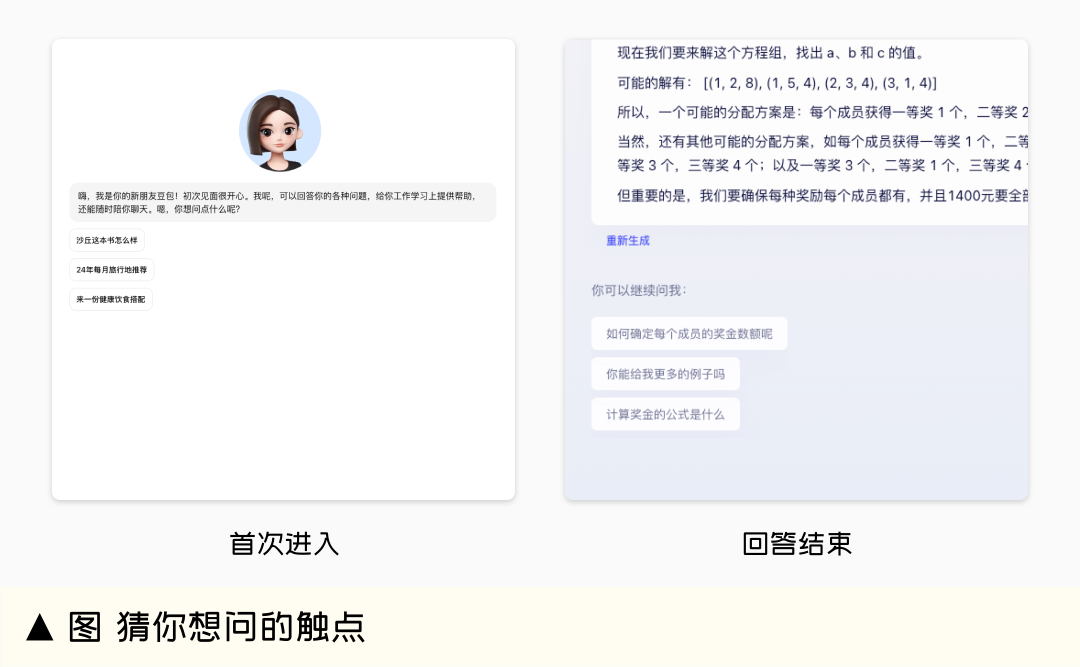 嗨，我是你的新朋友豆包！初次见面很开心。我呢，可以回答你的各种问题，给你工作学习上提供帮助，
还能随时陪你聊天。嗯，你想问点什么呢？
沙丘这本书怎么样
24年每月旅行地推荐
来一份健康饮食搭配
首次进入
现在我们要来解这个方程组，找出 a、b 和 c 的值。
可能的解有： [(1, 2, 8), (1, 5, 4), (2, 3, 4), (3, 1, 4)]
所以，一个可能的分配方案是：每个成员获得一等奖 1 个，二等奖 2
当然，还有其他可能的分配方案，如每个成员获得一等奖 1 个，二等
等奖 3 个，三等奖 4 个；以及一等奖 3 个，二等奖 1 个，三等奖 4
但重要的是，我们要确保每种奖励每个成员都有，并且1400元要全部
重新生成
你可以继续问我：
如何确定每个成员的奖金数额呢
你能给我更多的例子吗
计算奖金的公式是什么
回答结束
▲ 图 猜你想问的触点